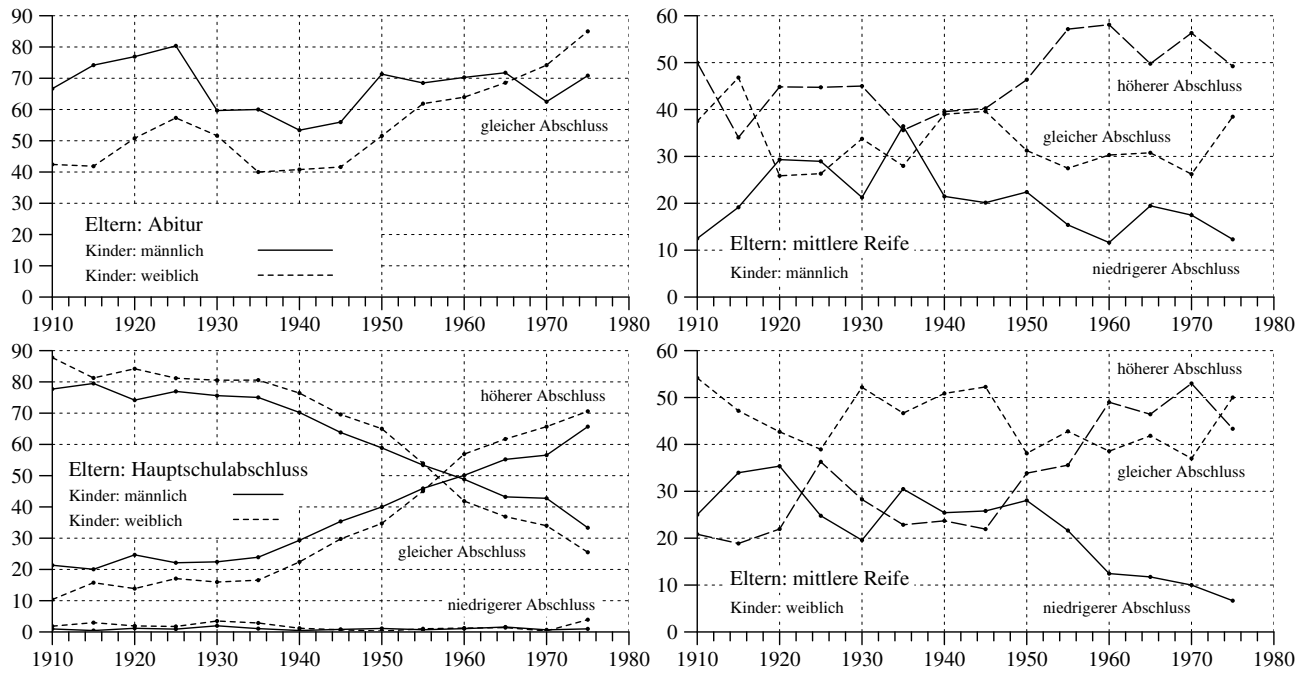 90
80
70
60
50
40
30
20
10
0
gleicher Abschluss
Eltern: Abitur
Kinder: männlich
Kinder: weiblich
1910 1920 1930 1940 1950 1960 1970 1980
60
50
40
30
20
10
0
höherer Abschluss
gleicher Abschluss
Eltern: mittlere Reife
Kinder: männlich
niedrigerer Abschluss
1910 1920 1930 1940 1950 1960 1970 1980
90
80
70
60
50
40
30
20
10
0
höherer Abschluss
Eltern: Hauptschulabschluss
Kinder: männlich
Kinder: weiblich
gleicher Abschluss
niedrigerer Abschluss
1910 1920 1930 1940 1950 1960 1970 1980
60
50
40
30
20
10
0
höherer Abschluss
gleicher Abschluss
Eltern: mittlere Reife
Kinder: weiblich
niedrigerer Abschluss
1910 1920 1930 1940 1950 1960 1970 1980